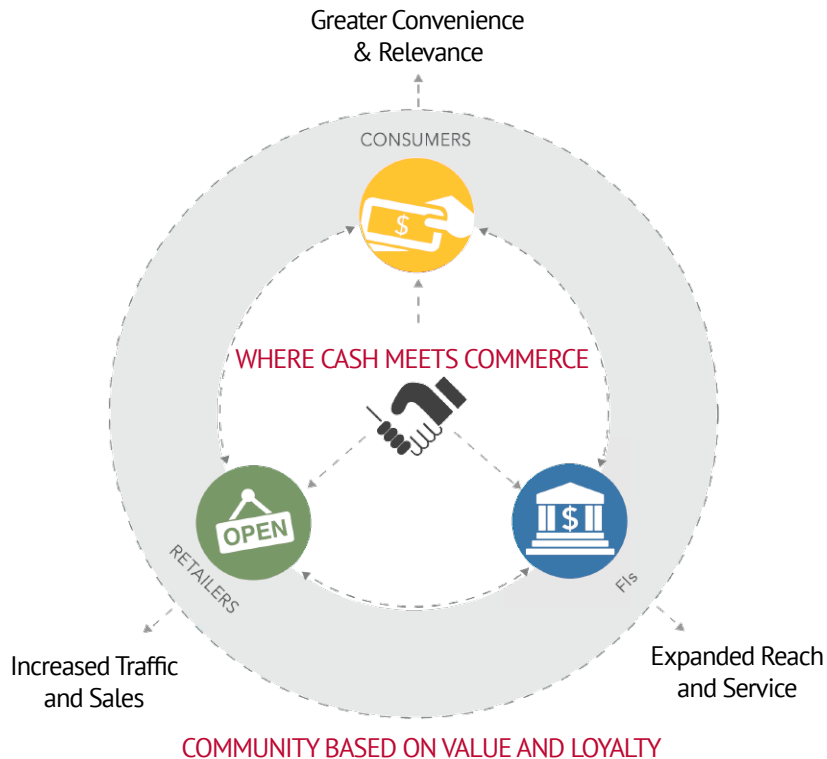 Greater Convenience
& Relevance
CONSUMERS
$
WHERE CASH MEETS COMMERCE
OPEN
$
RETAILERS
FIs
Increased Traffic
and Sales
Expanded Reach
and Service
COMMUNITY BASED ON VALUE AND LOYALTY